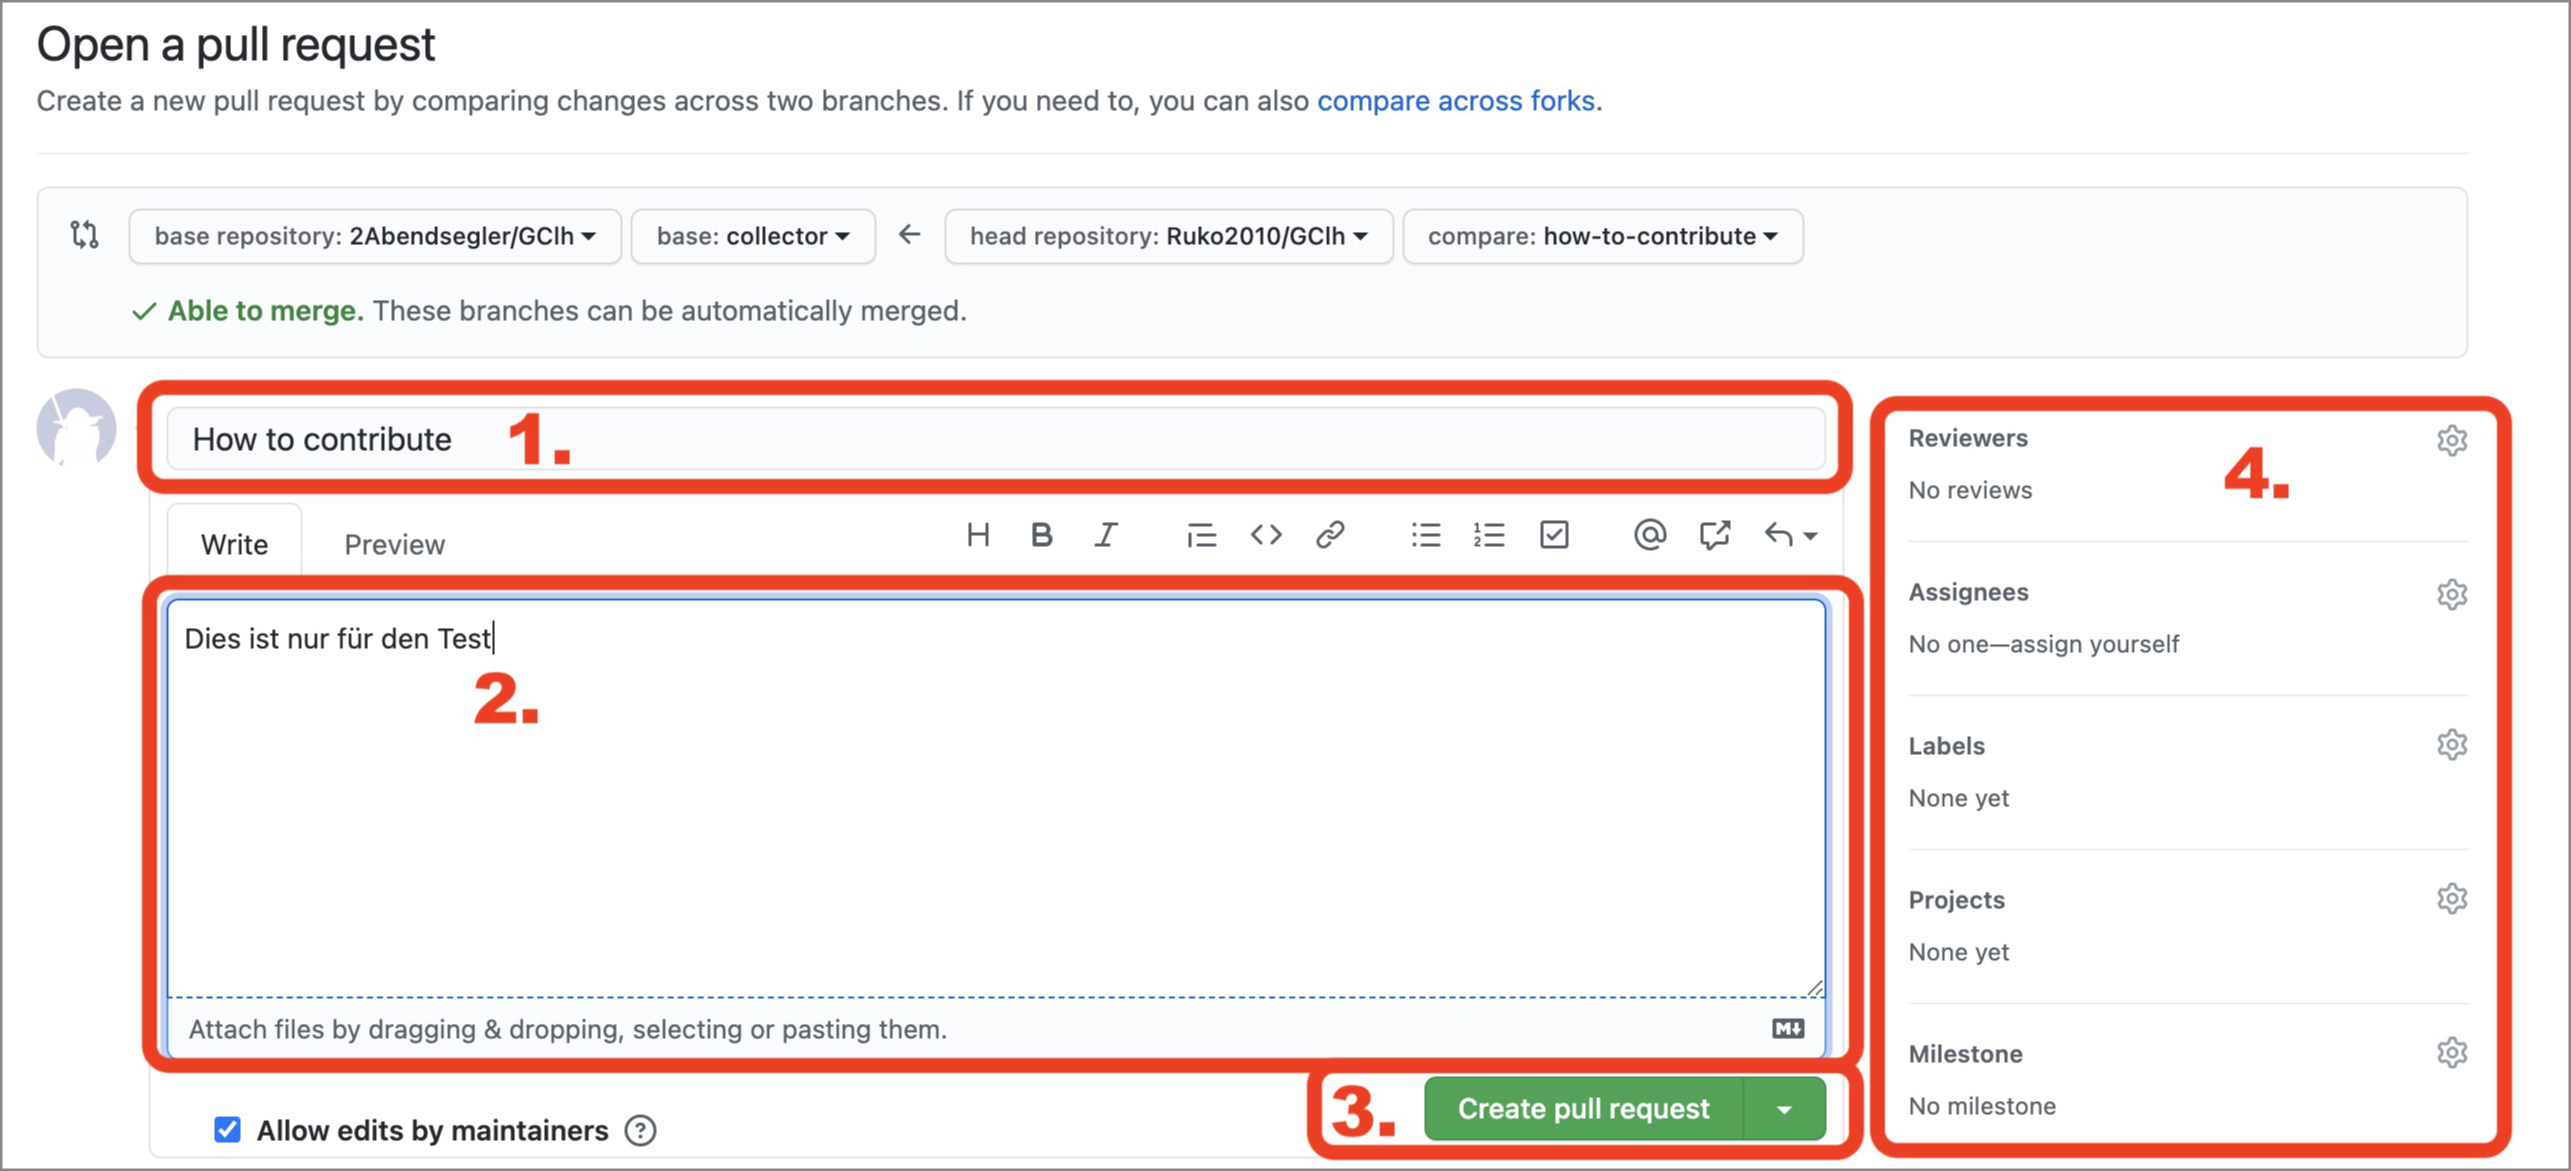 Open a pull request
Create a new pull request by comparing changes across two branches. If you need to, you can also compare across forks.
base repository: 2Abendsegler/GClh
base: collector
head repository: Ruko2010/GClh
compare: how-to-contribute
Able to merge. These branches can be automatically merged.
How to contribute
1.
Write
Preview
H B I
Dies ist nur für den Test
2.
Attach files by dragging & dropping, selecting or pasting them.
M
Allow edits by maintainers ?
3.
Create pull request
4.
Reviewers
No reviews
Assignees
No one—assign yourself
Labels
None yet
Projects
None yet
Milestone
No milestone